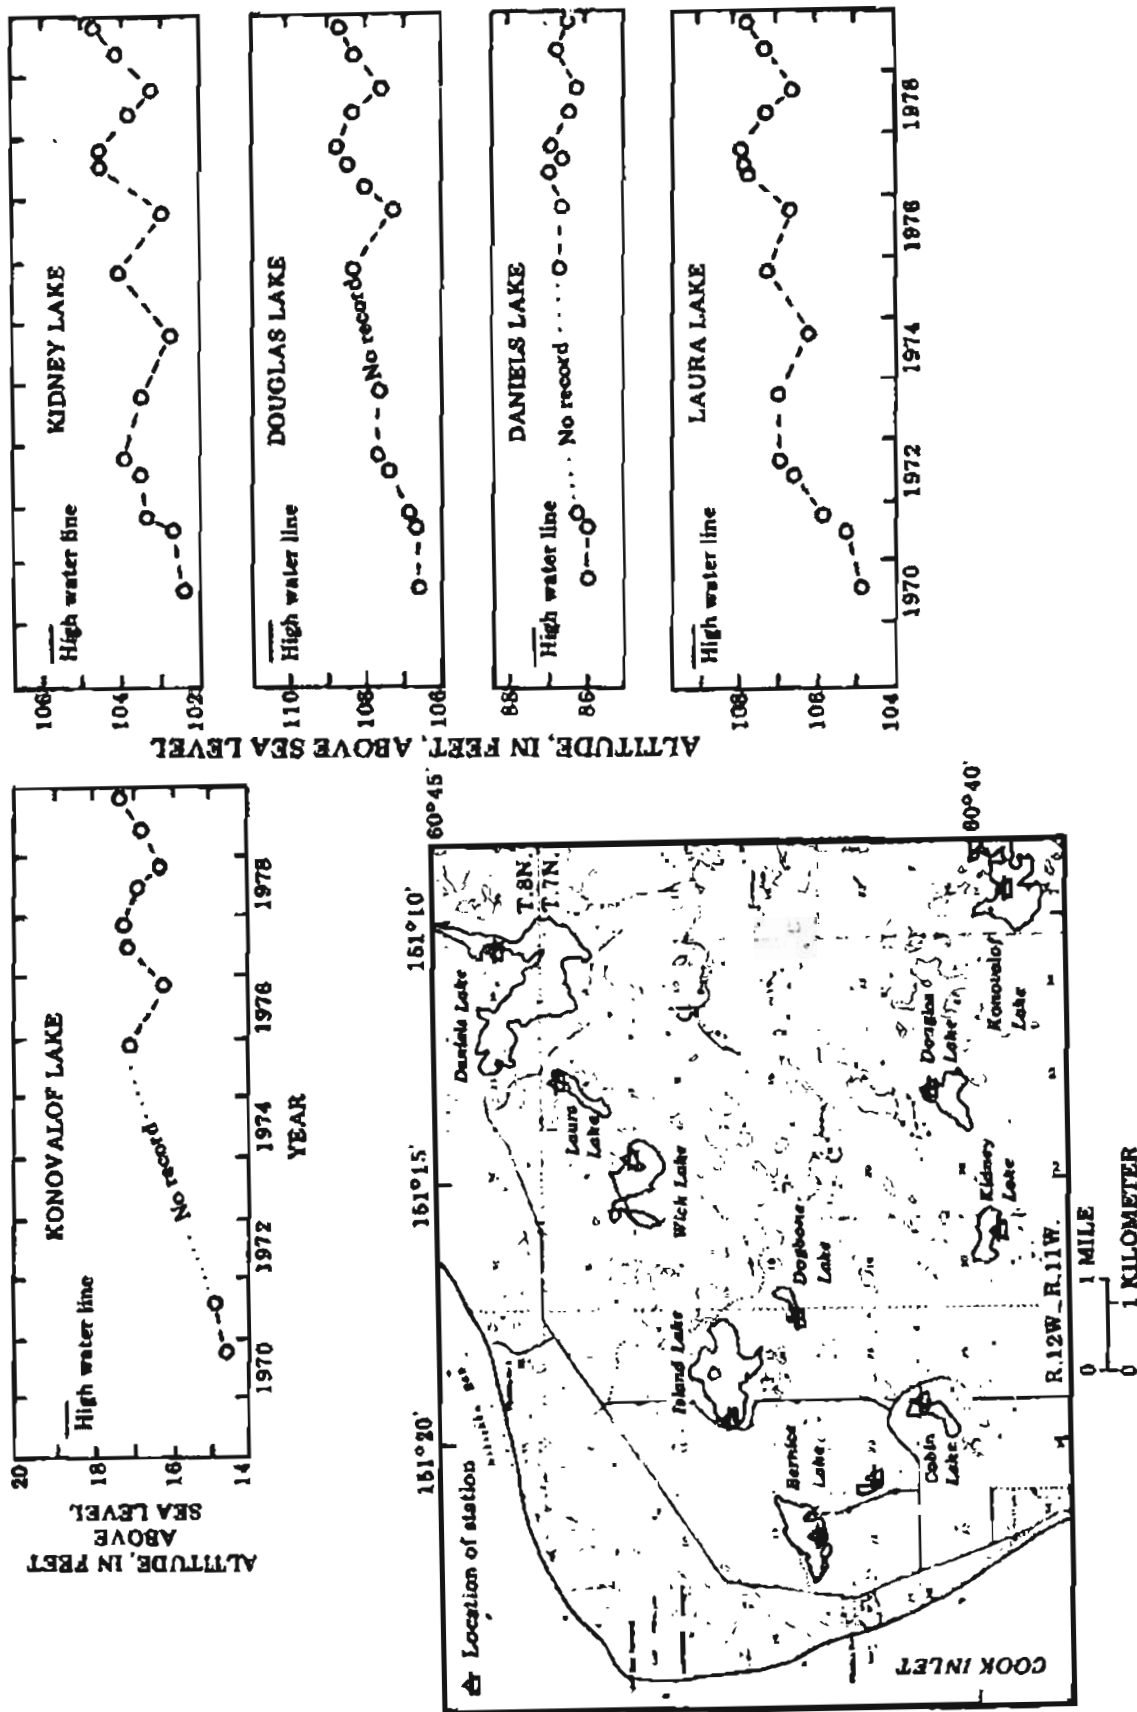 KONOVALOF LAKE
High water line
No record
20
18
16
14
ALTITUDE, IN FEET
ABOVE
SEA LEVEL
1970
1972
1974
1976
1978
YEAR
KIDNEY LAKE
High water line
106
104
102
DOUGLAS LAKE
High water line
No record
110
108
106
DANIELS LAKE
High water line
No record
88
86
LAURA LAKE
High water line
108
106
104
1970
1972
1974
1976
1978
ALTITUDE, IN FEET, ABOVE SEA LEVEL
151°20'
151°15'
151°10'
60°45'
60°40'
Location of station
T.8N.
T.7N.
Daniels Lake
Laura
Lake
Wick Lake
Island Lake
Dogbone
Lake
Bernice
Lake
Cabin
Lake
Douglas
Lake
Kidney
Lake
Konovalof
Lake
COOK INLET
R.12W.
R.11W.
0
1 MILE
0
1 KILOMETER